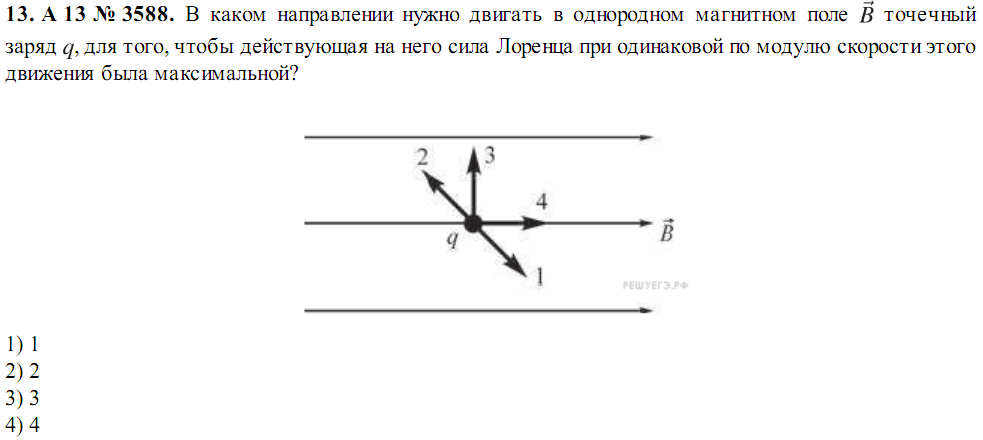 13. А 13 № 3588. В каком направлении нужно двигать в однородном магнитном поле B⃗ точечный
заряд q, для того, чтобы действующая на него сила Лоренца при одинаковой по модулю скорости этого
движения была максимальной?
2
3
4
q
B⃗
1
РЕШУЕГЭ.РФ
1) 1
2) 2
3) 3
4) 4